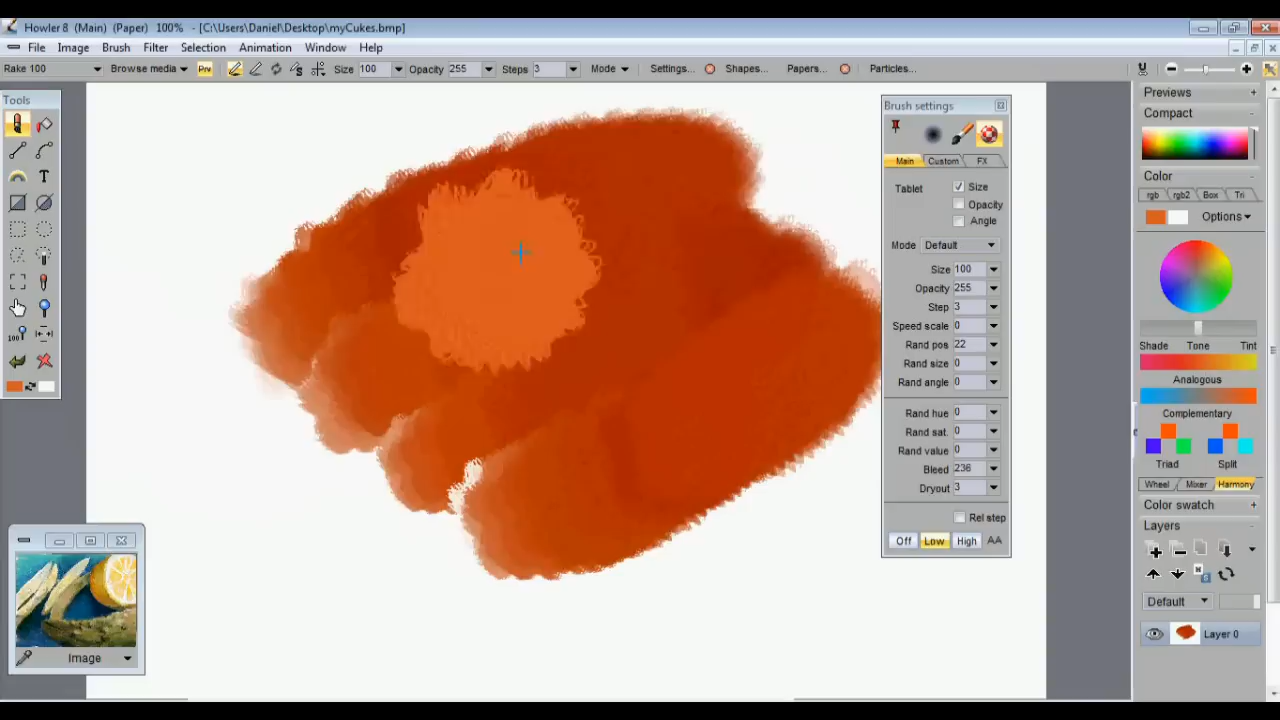 Howler 8 (Main) (Paper) 100% - [C:\Users\Daniel\Desktop\myCukes.bmp]
File Image Brush Filter Selection Animation Window Help
Rake 100 Browse media Prv Size 100 Opacity 255 Steps 3 Mode Settings... Shapes... Papers... Particles...
Tools
T
100
Image
Brush settings
Main Custom FX
Tablet Size
Opacity
Angle
Mode Default
Size 100
Opacity 255
Step 3
Speed scale 0
Rand pos 22
Rand size 0
Rand angle 0
Rand hue 0
Rand sat. 0
Rand value 0
Bleed 236
Dryout 3
Rel step
Off Low High AA
Previews +
Compact -
Color -
rgb rgb2 Box Tri
Options
Shade Tone Tint
Analogous
Complementary
Triad Split
Wheel Mixer Harmony
Color swatch +
Layers -
Default
Layer 0